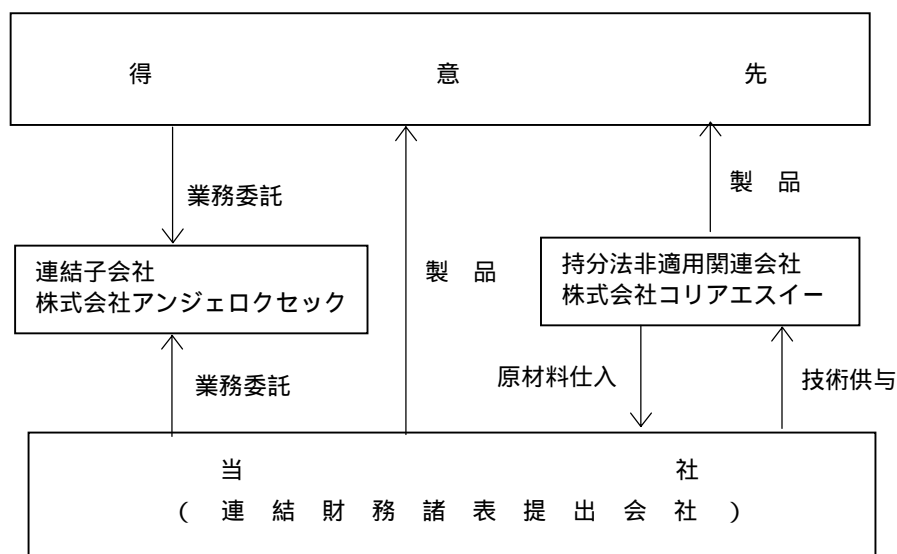 得意先
業務委託
製品
連結子会社
株式会社アンジェロクセック
製品
持分法非適用関連会社
株式会社コリアエスイー
業務委託
原材料仕入
技術供与
当社
(連結財務諸表提出会社)